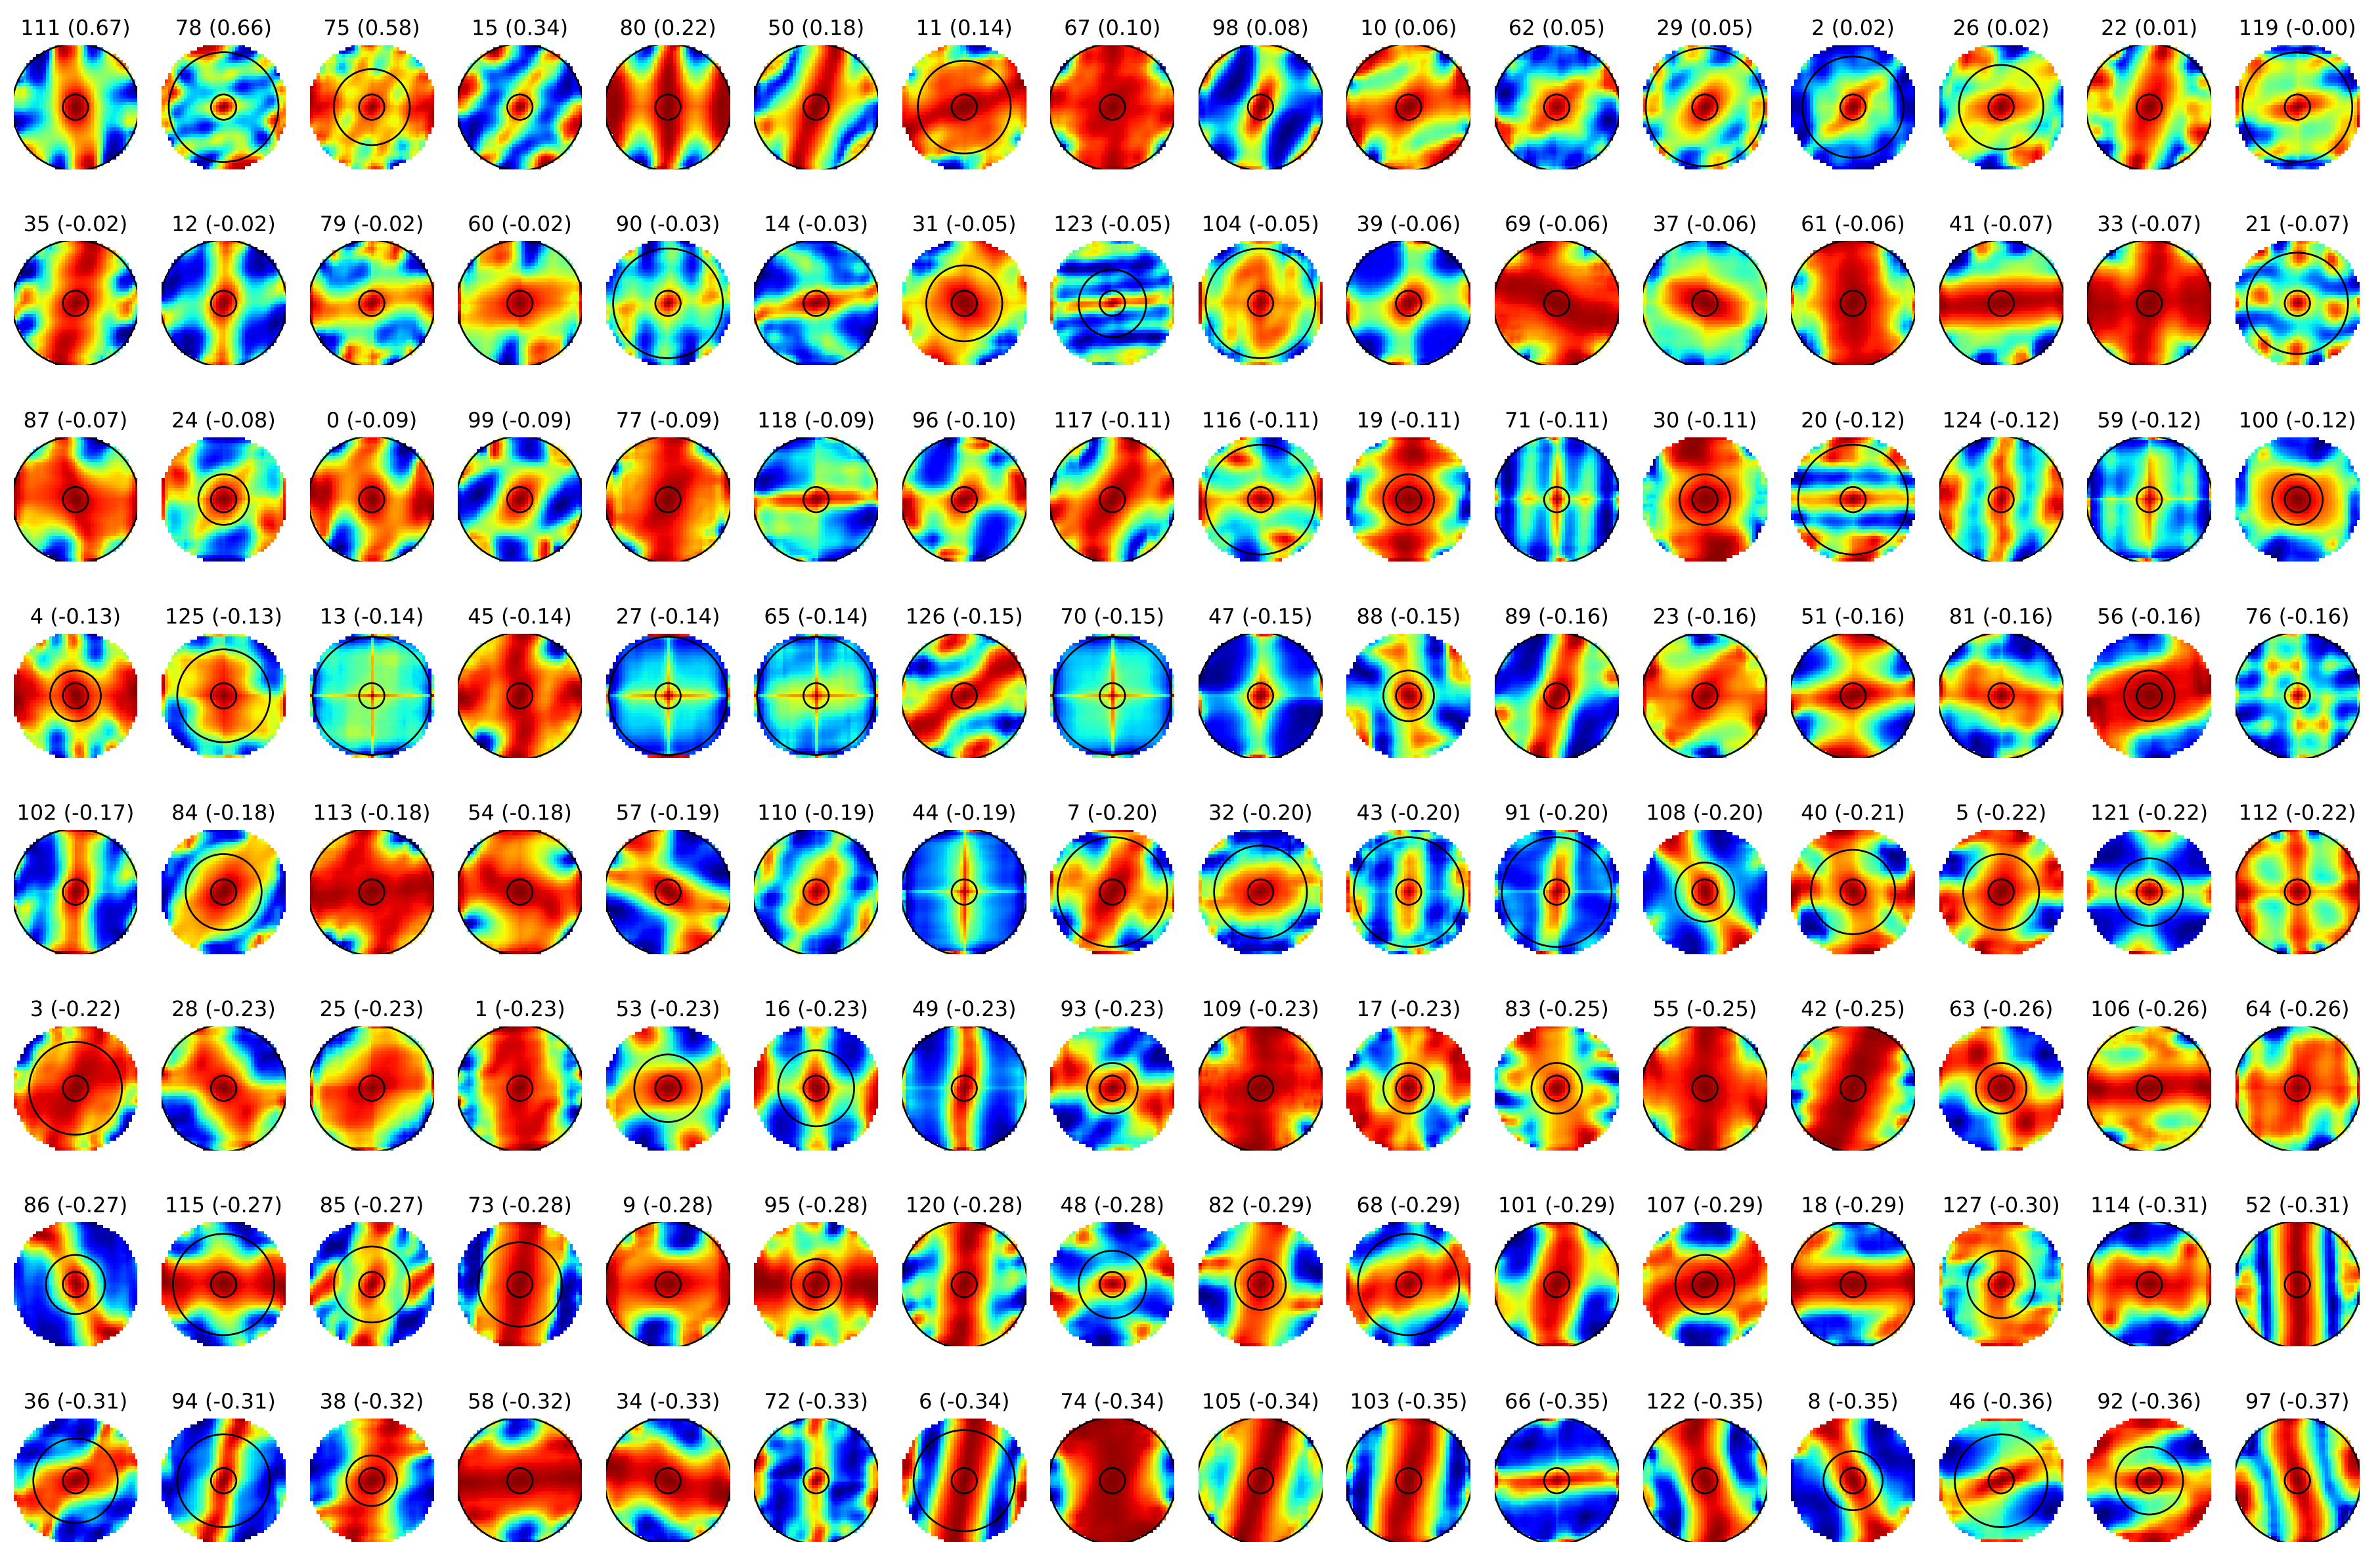 111 (0.67) 78 (0.66) 75 (0.58) 15 (0.34) 80 (0.22) 50 (0.18) 11 (0.14) 67 (0.10) 98 (0.08) 10 (0.06) 62 (0.05) 29 (0.05) 2 (0.02) 26 (0.02) 22 (0.01) 119 (-0.00)
35 (-0.02) 12 (-0.02) 79 (-0.02) 60 (-0.02) 90 (-0.03) 14 (-0.03) 31 (-0.05) 123 (-0.05) 104 (-0.05) 39 (-0.06) 69 (-0.06) 37 (-0.06) 61 (-0.06) 41 (-0.07) 33 (-0.07) 21 (-0.07)
87 (-0.07) 24 (-0.08) 0 (-0.09) 99 (-0.09) 77 (-0.09) 118 (-0.09) 96 (-0.10) 117 (-0.11) 116 (-0.11) 19 (-0.11) 71 (-0.11) 30 (-0.11) 20 (-0.12) 124 (-0.12) 59 (-0.12) 100 (-0.12)
4 (-0.13) 125 (-0.13) 13 (-0.14) 45 (-0.14) 27 (-0.14) 65 (-0.14) 126 (-0.15) 70 (-0.15) 47 (-0.15) 88 (-0.15) 89 (-0.16) 23 (-0.16) 51 (-0.16) 81 (-0.16) 56 (-0.16) 76 (-0.16)
102 (-0.17) 84 (-0.18) 113 (-0.18) 54 (-0.18) 57 (-0.19) 110 (-0.19) 44 (-0.19) 7 (-0.20) 32 (-0.20) 43 (-0.20) 91 (-0.20) 108 (-0.20) 40 (-0.21) 5 (-0.22) 121 (-0.22) 112 (-0.22)
3 (-0.22) 28 (-0.23) 25 (-0.23) 1 (-0.23) 53 (-0.23) 16 (-0.23) 49 (-0.23) 93 (-0.23) 109 (-0.23) 17 (-0.23) 83 (-0.25) 55 (-0.25) 42 (-0.25) 63 (-0.26) 106 (-0.26) 64 (-0.26)
86 (-0.27) 115 (-0.27) 85 (-0.27) 73 (-0.28) 9 (-0.28) 95 (-0.28) 120 (-0.28) 48 (-0.28) 82 (-0.29) 68 (-0.29) 101 (-0.29) 107 (-0.29) 18 (-0.29) 127 (-0.30) 114 (-0.31) 52 (-0.31)
36 (-0.31) 94 (-0.31) 38 (-0.32) 58 (-0.32) 34 (-0.33) 72 (-0.33) 6 (-0.34) 74 (-0.34) 105 (-0.34) 103 (-0.35) 66 (-0.35) 122 (-0.35) 8 (-0.35) 46 (-0.36) 92 (-0.36) 97 (-0.37)